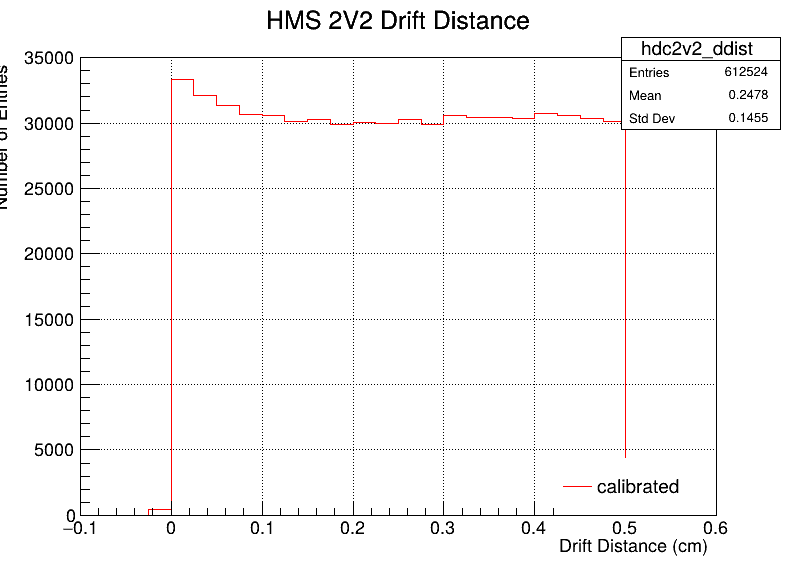 HMS 2V2 Drift Distance
hdc2v2_ddist
Entries 612524
Mean 0.2478
Std Dev 0.1455
Number of Entries
35000
30000
25000
20000
15000
10000
5000
0
−0.1 0 0.1 0.2 0.3 0.4 0.5 0.6
Drift Distance (cm)
calibrated